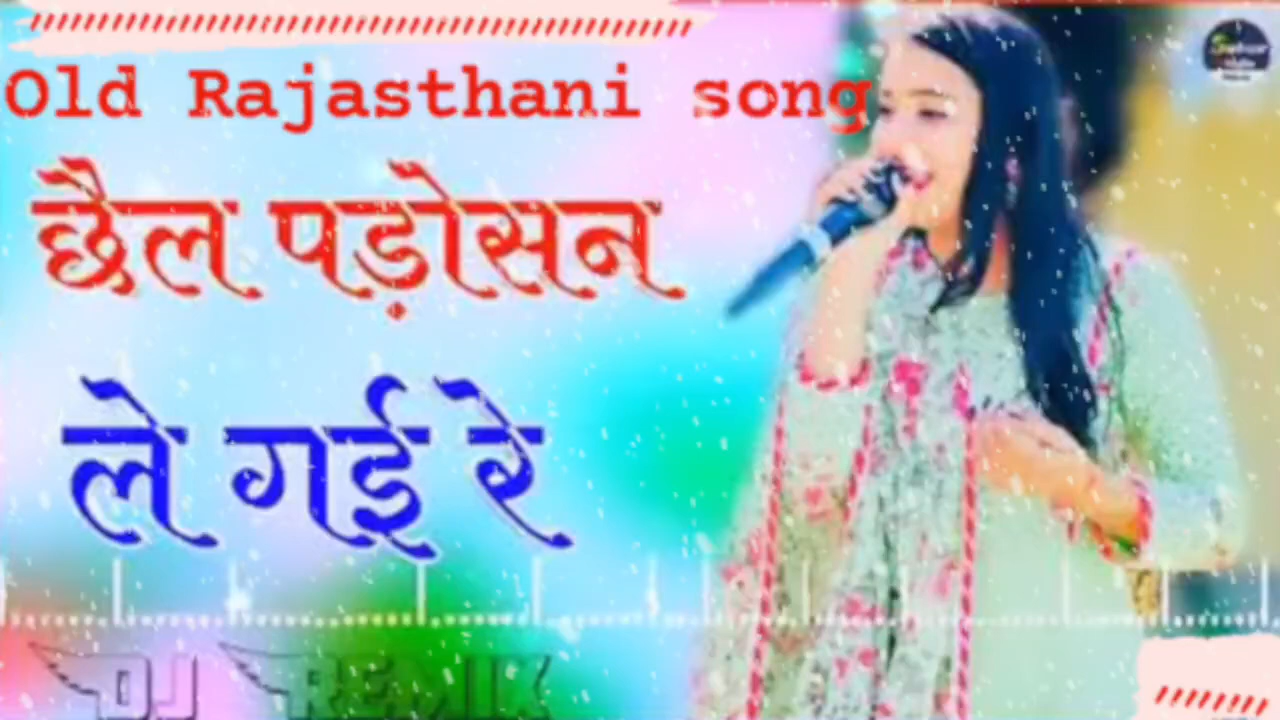 Old Rajasthani song
छैल पड़ोसन
ले गई रे
DJ REMIX